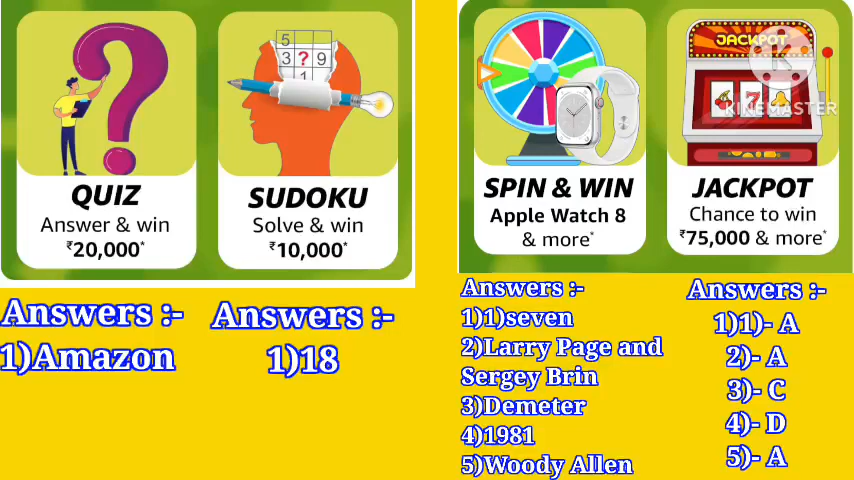 QUIZ
Answer & win
₹20,000*
Answers :-
1)Amazon
5
3 ? 9
1
SUDOKU
Solve & win
₹10,000*
Answers :-
1)18
SPIN & WIN
Apple Watch 8
& more*
Answers :-
1)1)seven
2)Larry Page and
Sergey Brin
3)Demeter
4)1981
5)Woody Allen
JACKPOT
7
KINEMASTER
JACKPOT
Chance to win
₹75,000 & more*
Answers :-
1)1)- A
2)- A
3)- C
4)- D
5)- A